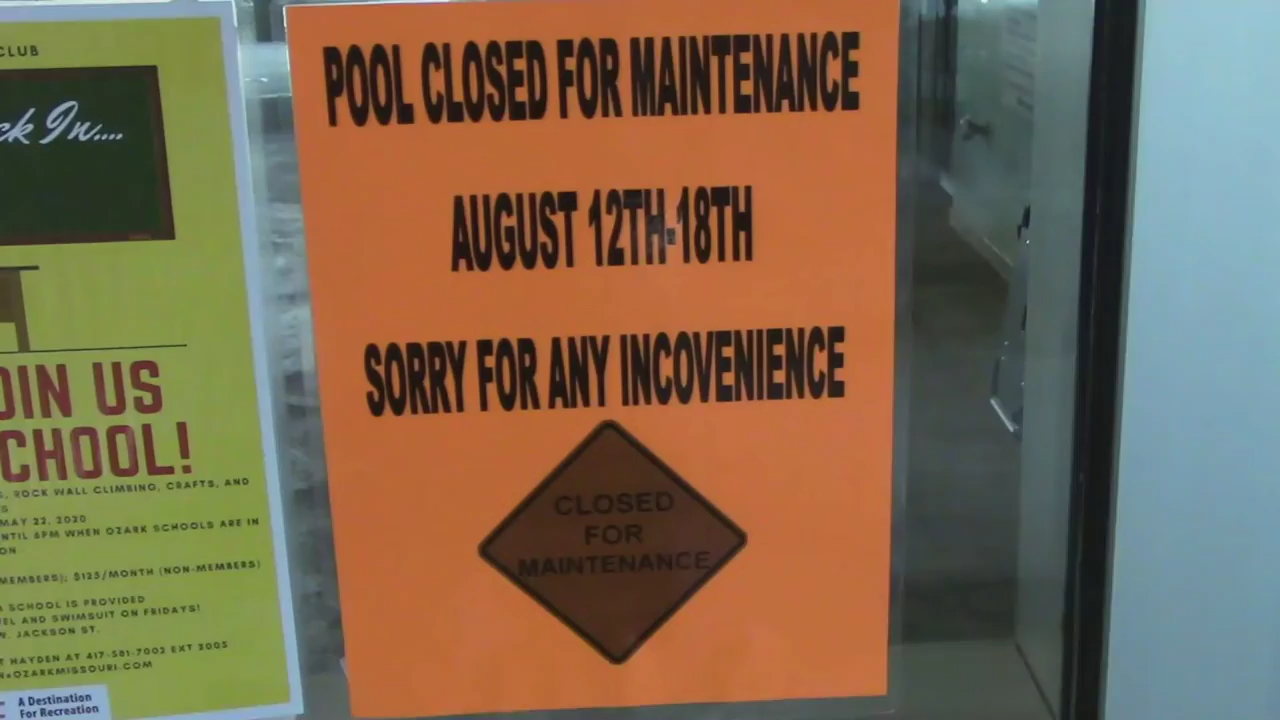 CLUB
ck In....
OIN US
CHOOL!
ROCK WALL CLIMBING, CRAFTS, AND
MAY 22, 2020
NTIL 6PM WHEN OZARK SCHOOLS ARE IN
ON
MEMBERS); $125/MONTH (NON-MEMBERS)
SCHOOL IS PROVIDED
EL AND SWIMSUIT ON FRIDAYS!
W. JACKSON ST.
T HAYDEN AT 417-581-7002 EXT 2005
OZARKMISSOURI.COM
A Destination
For Recreation
POOL CLOSED FOR MAINTENANCE
AUGUST 12TH-18TH
SORRY FOR ANY INCOVENIENCE
CLOSED
FOR
MAINTENANCE